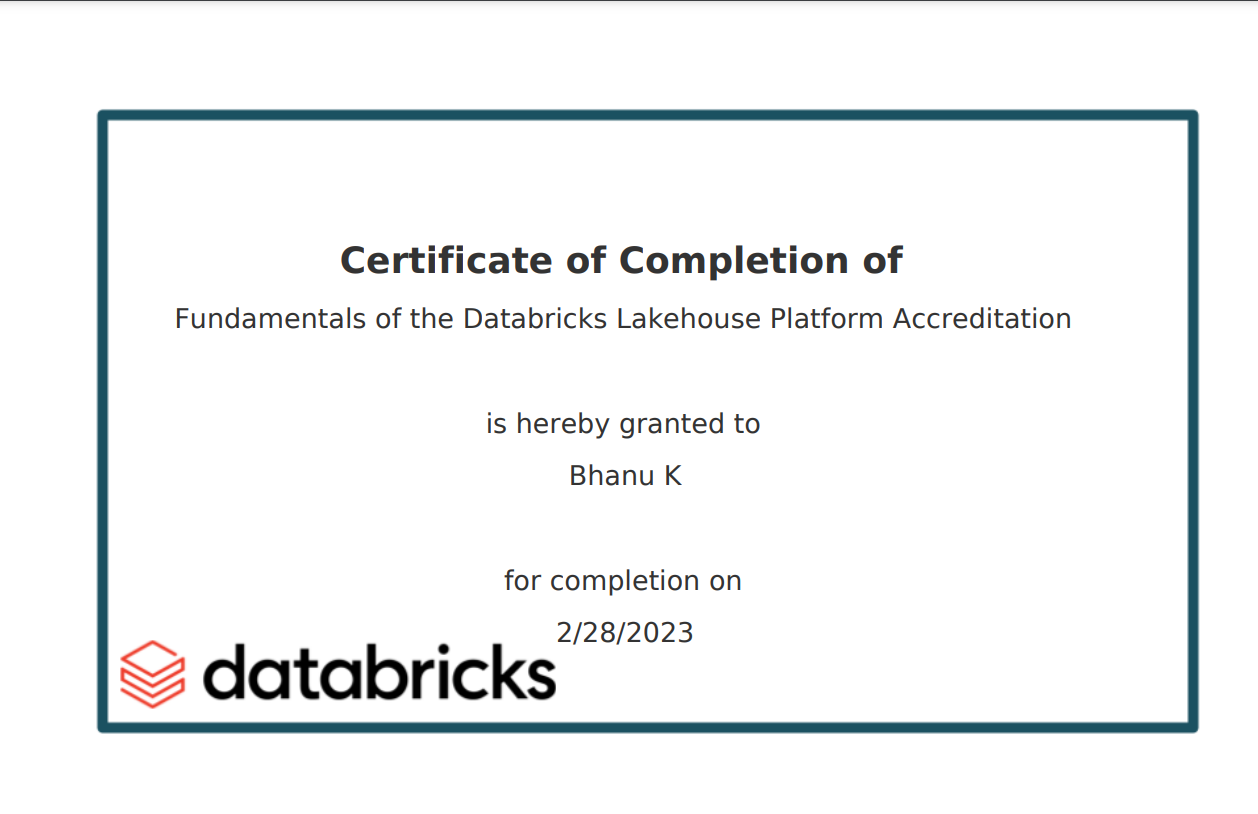 Certificate of Completion of
Fundamentals of the Databricks Lakehouse Platform Accreditation
is hereby granted to
Bhanu K
for completion on
2/28/2023
databricks